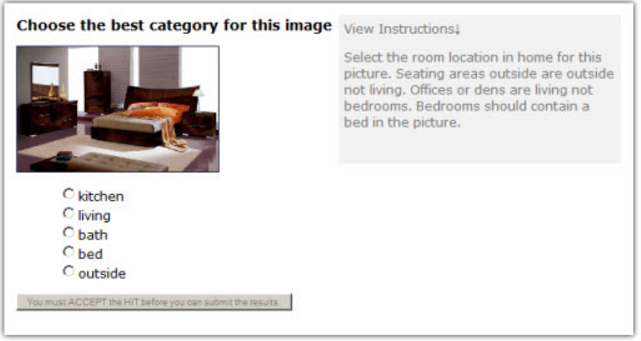 Choose the best category for this image
View Instructions↓
Select the room location in home for this
picture. Seating areas outside are outside
not living. Offices or dens are living not
bedrooms. Bedrooms should contain a
bed in the picture.
kitchen
living
bath
bed
outside
You must ACCEPT the HIT before you can submit the results.